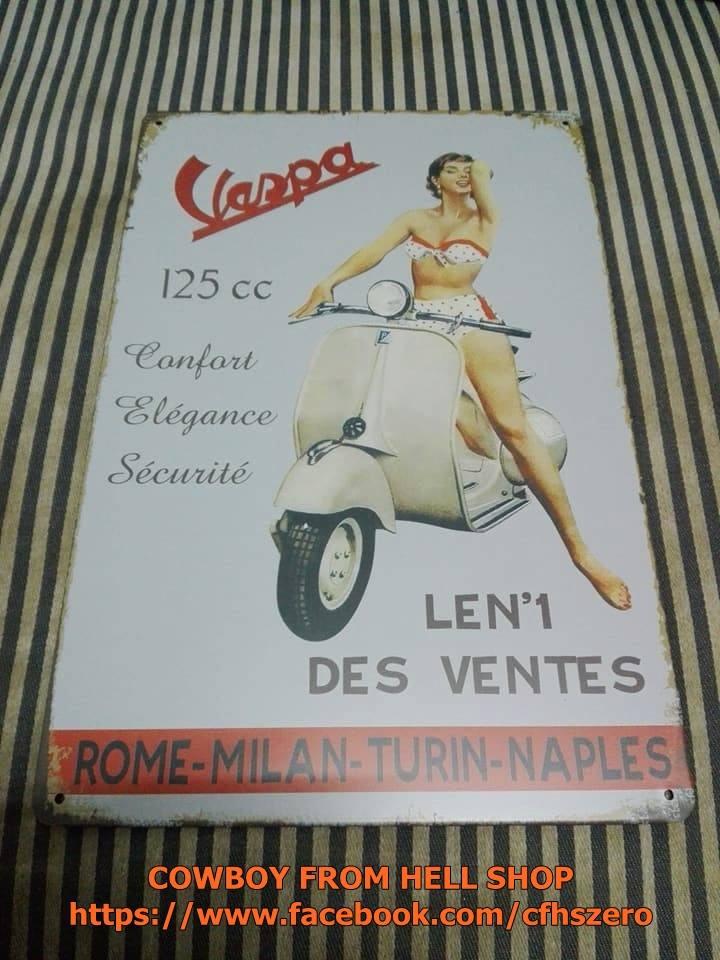 Vespa
125 cc
Confort
Elégance
Sécurité
LEN'1
DES VENTES
ROME-MILAN-TURIN-NAPLES
COWBOY FROM HELL SHOP
https://www.facebook.com/cfhszero